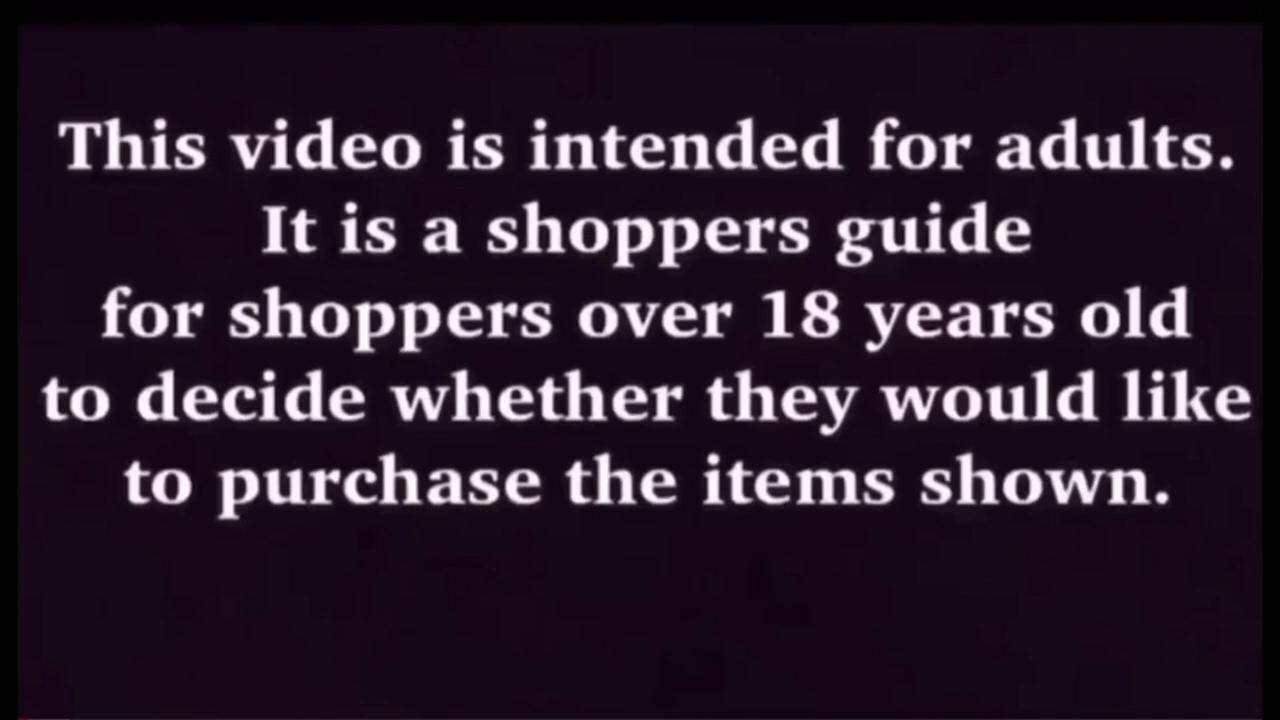 This video is intended for adults.
It is a shoppers guide
for shoppers over 18 years old
to decide whether they would like
to purchase the items shown.